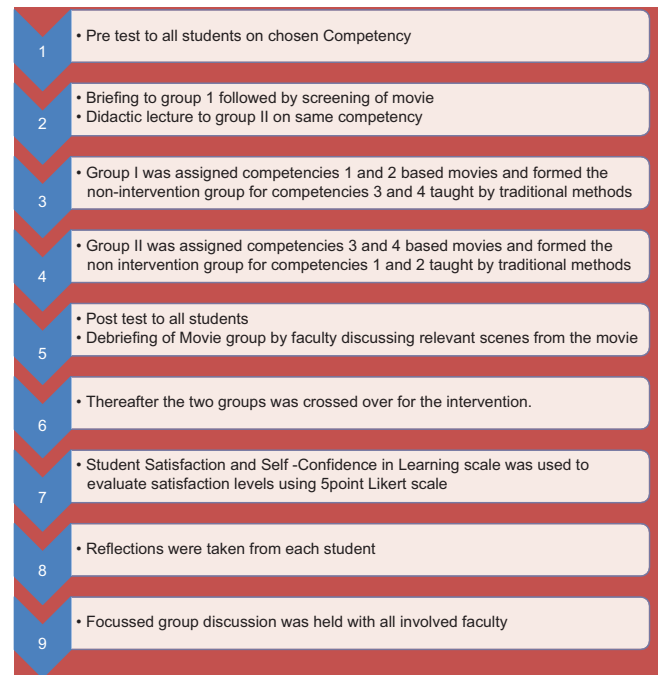 1
• Pre test to all students on chosen Competency
2
• Briefing to group 1 followed by screening of movie
• Didactic lecture to group II on same competency
3
• Group I was assigned competencies 1 and 2 based movies and formed the
non-intervention group for competencies 3 and 4 taught by traditional methods
4
• Group II was assigned competencies 3 and 4 based movies and formed the
non intervention group for competencies 1 and 2 taught by traditional methods
5
• Post test to all students
• Debriefing of Movie group by faculty discussing relevant scenes from the movie
6
• Thereafter the two groups was crossed over for the intervention.
7
• Student Satisfaction and Self -Confidence in Learning scale was used to
evaluate satisfaction levels using 5point Likert scale
8
• Reflections were taken from each student
9
• Focussed group discussion was held with all involved faculty